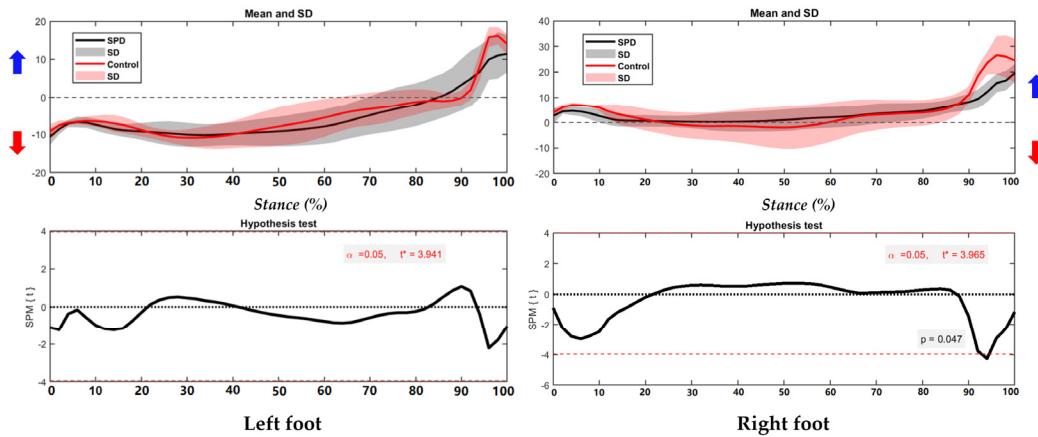 Mean and SD
20
10
0
-10
-20
SPD
SD
Control
SD
0 10 20 30 40 50 60 70 80 90 100
Stance (%)
Mean and SD
40
30
20
10
0
-10
-20
SPD
SD
Control
SD
0 10 20 30 40 50 60 70 80 90 100
Stance (%)
Hypothesis test
SPM { t }
4
2
0
-2
-4
α =0.05, t* = 3.941
0 10 20 30 40 50 60 70 80 90 100
Left foot
Hypothesis test
SPM { t }
4
2
0
-2
-4
-6
α =0.05, t* = 3.965
p = 0.047
0 10 20 30 40 50 60 70 80 90 100
Right foot